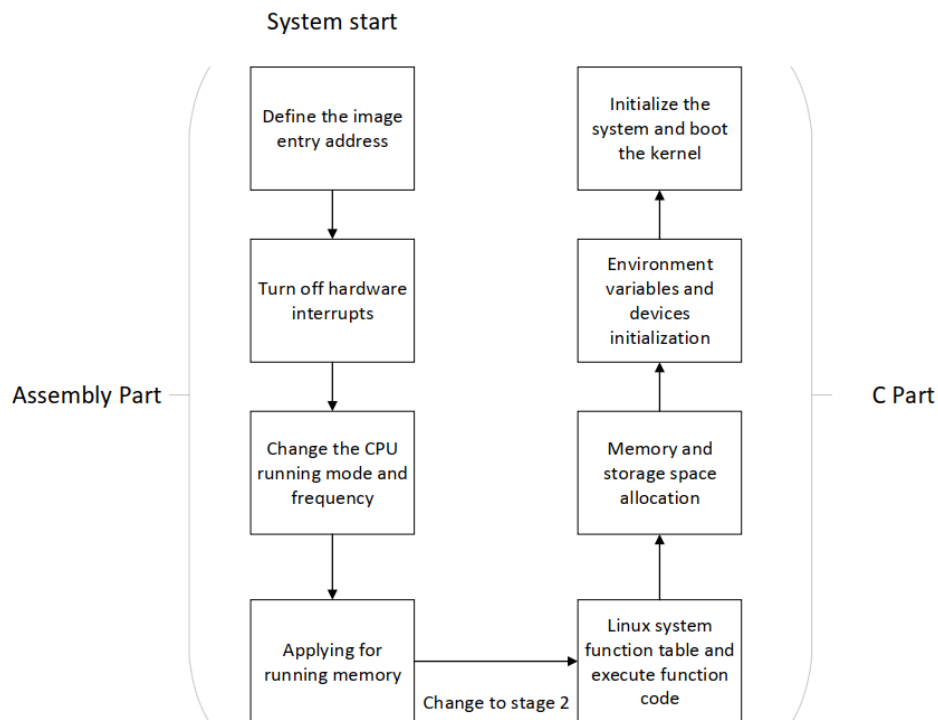 System start
Define the image
entry address
Turn off hardware
interrupts
Assembly Part
Change the CPU
running mode and
frequency
Applying for
running memory
Change to stage 2
Linux system
function table and
execute function
code
Memory and
storage space
allocation
Environment
variables and
devices
initialization
Initialize the
system and boot
the kernel
C Part